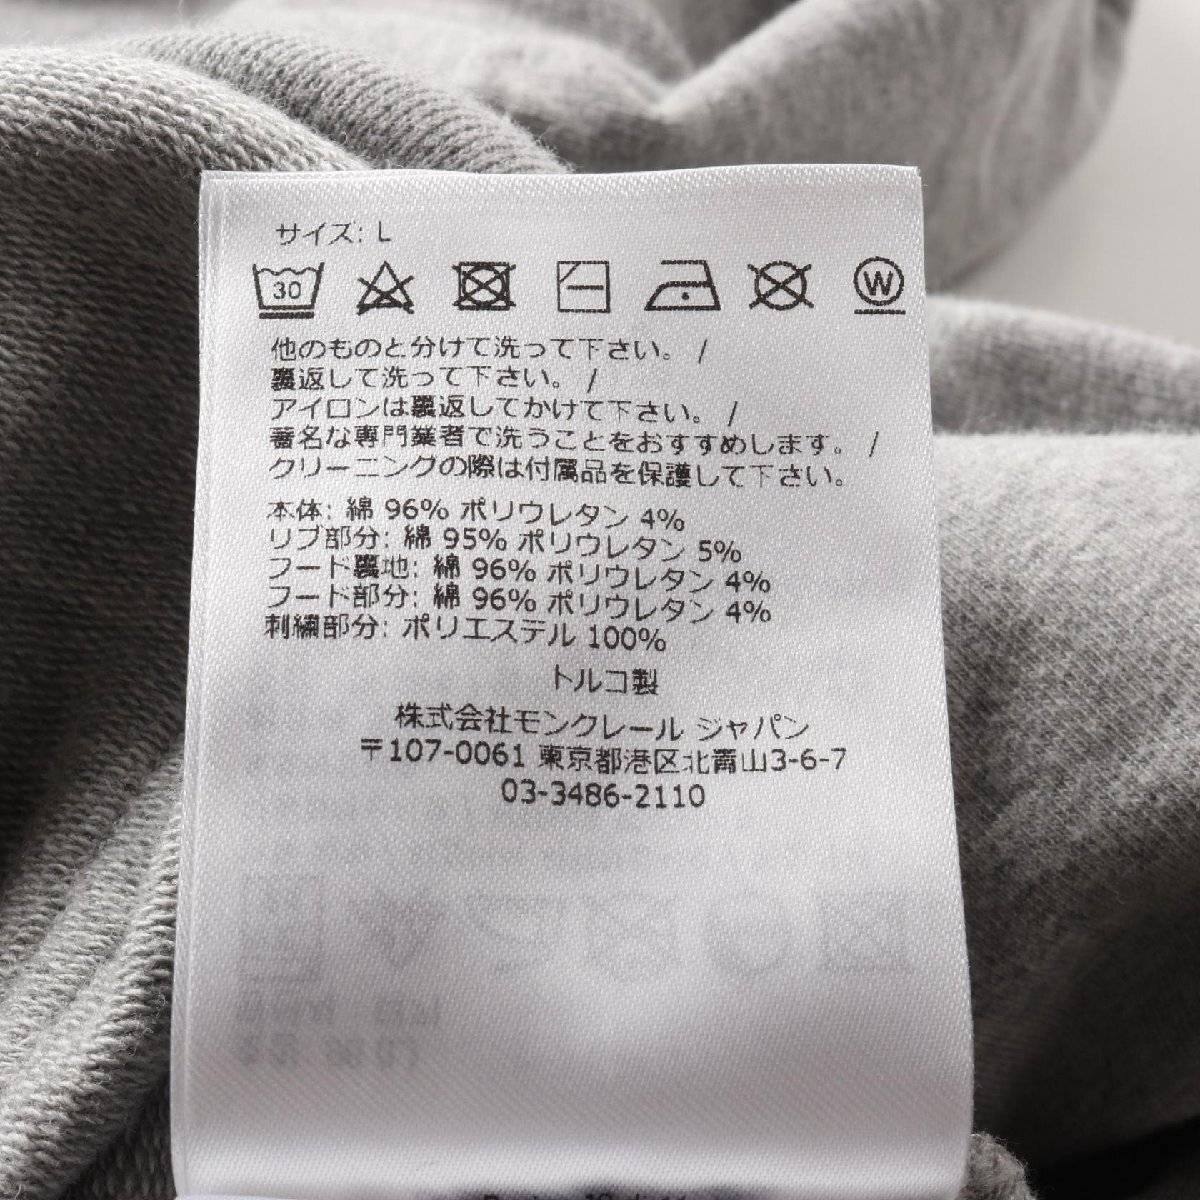 サイズ: L
30 W
他のものと分けて洗って下さい。 /
裏返して洗って下さい。 /
アイロンは裏返してかけて下さい。 /
著名な専門業者で洗うことをおすすめします。 /
クリーニングの際は付属品を保護して下さい。
本体: 綿 96% ポリウレタン 4%
リブ部分: 綿 95% ポリウレタン 5%
フード裏地: 綿 96% ポリウレタン 4%
フード部分: 綿 96% ポリウレタン 4%
刺繍部分: ポリエステル 100%
トルコ製
株式会社モンクレール ジャパン
〒107-0061 東京都港区北青山3-6-7
03-3486-2110